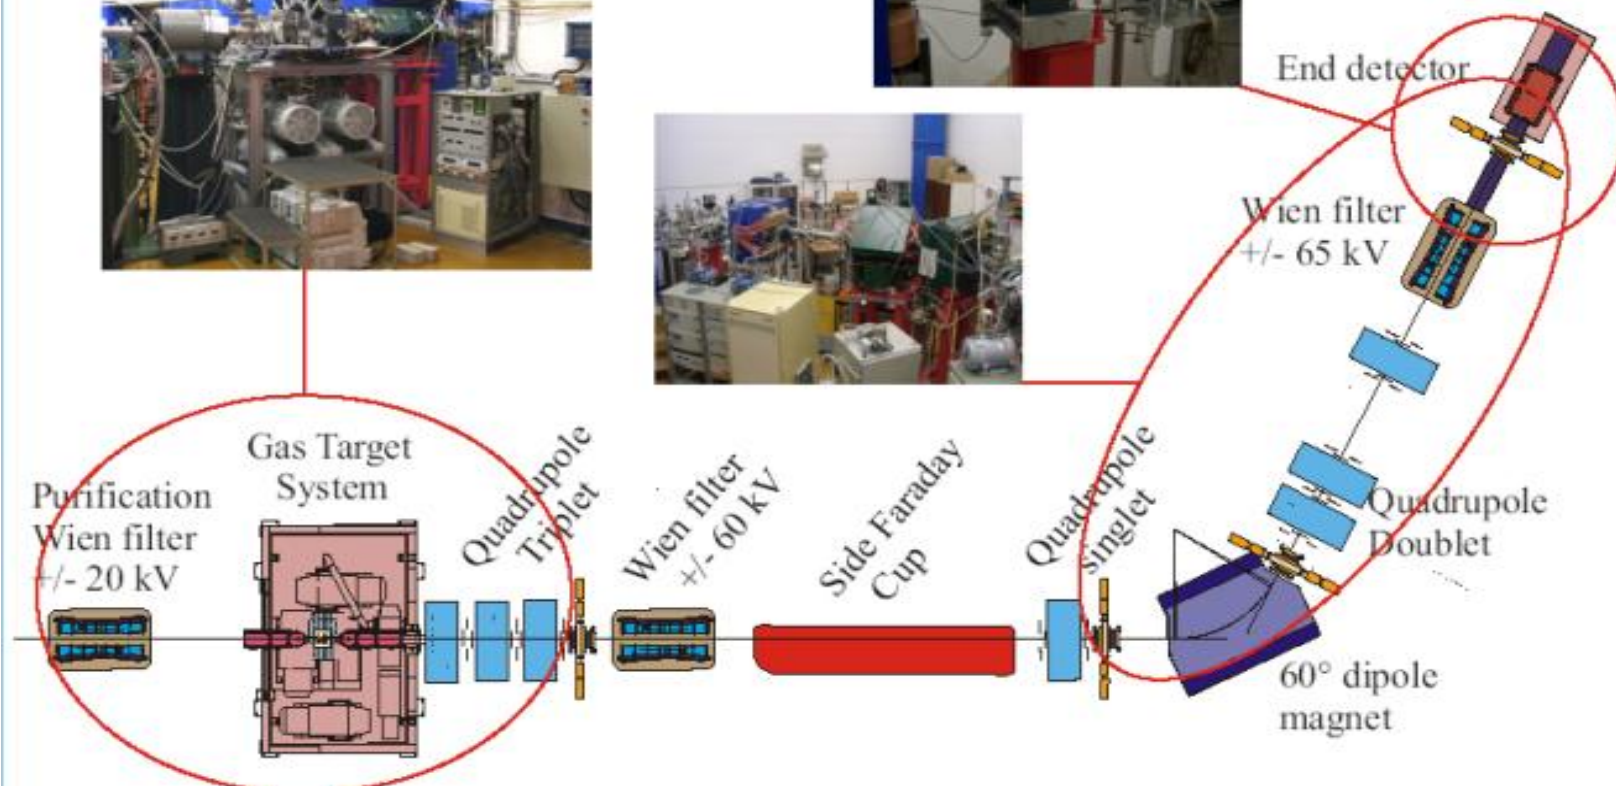 End detector
Wien filter
+/- 65 kV
Gas Target
System
Purification
Wien filter
+/- 20 kV
Quadrupole
Triplet
Wien filter
+/- 60 kV
Side Faraday
Cup
Quadrupole
singlet
Quadrupole
Doublet
60° dipole
magnet